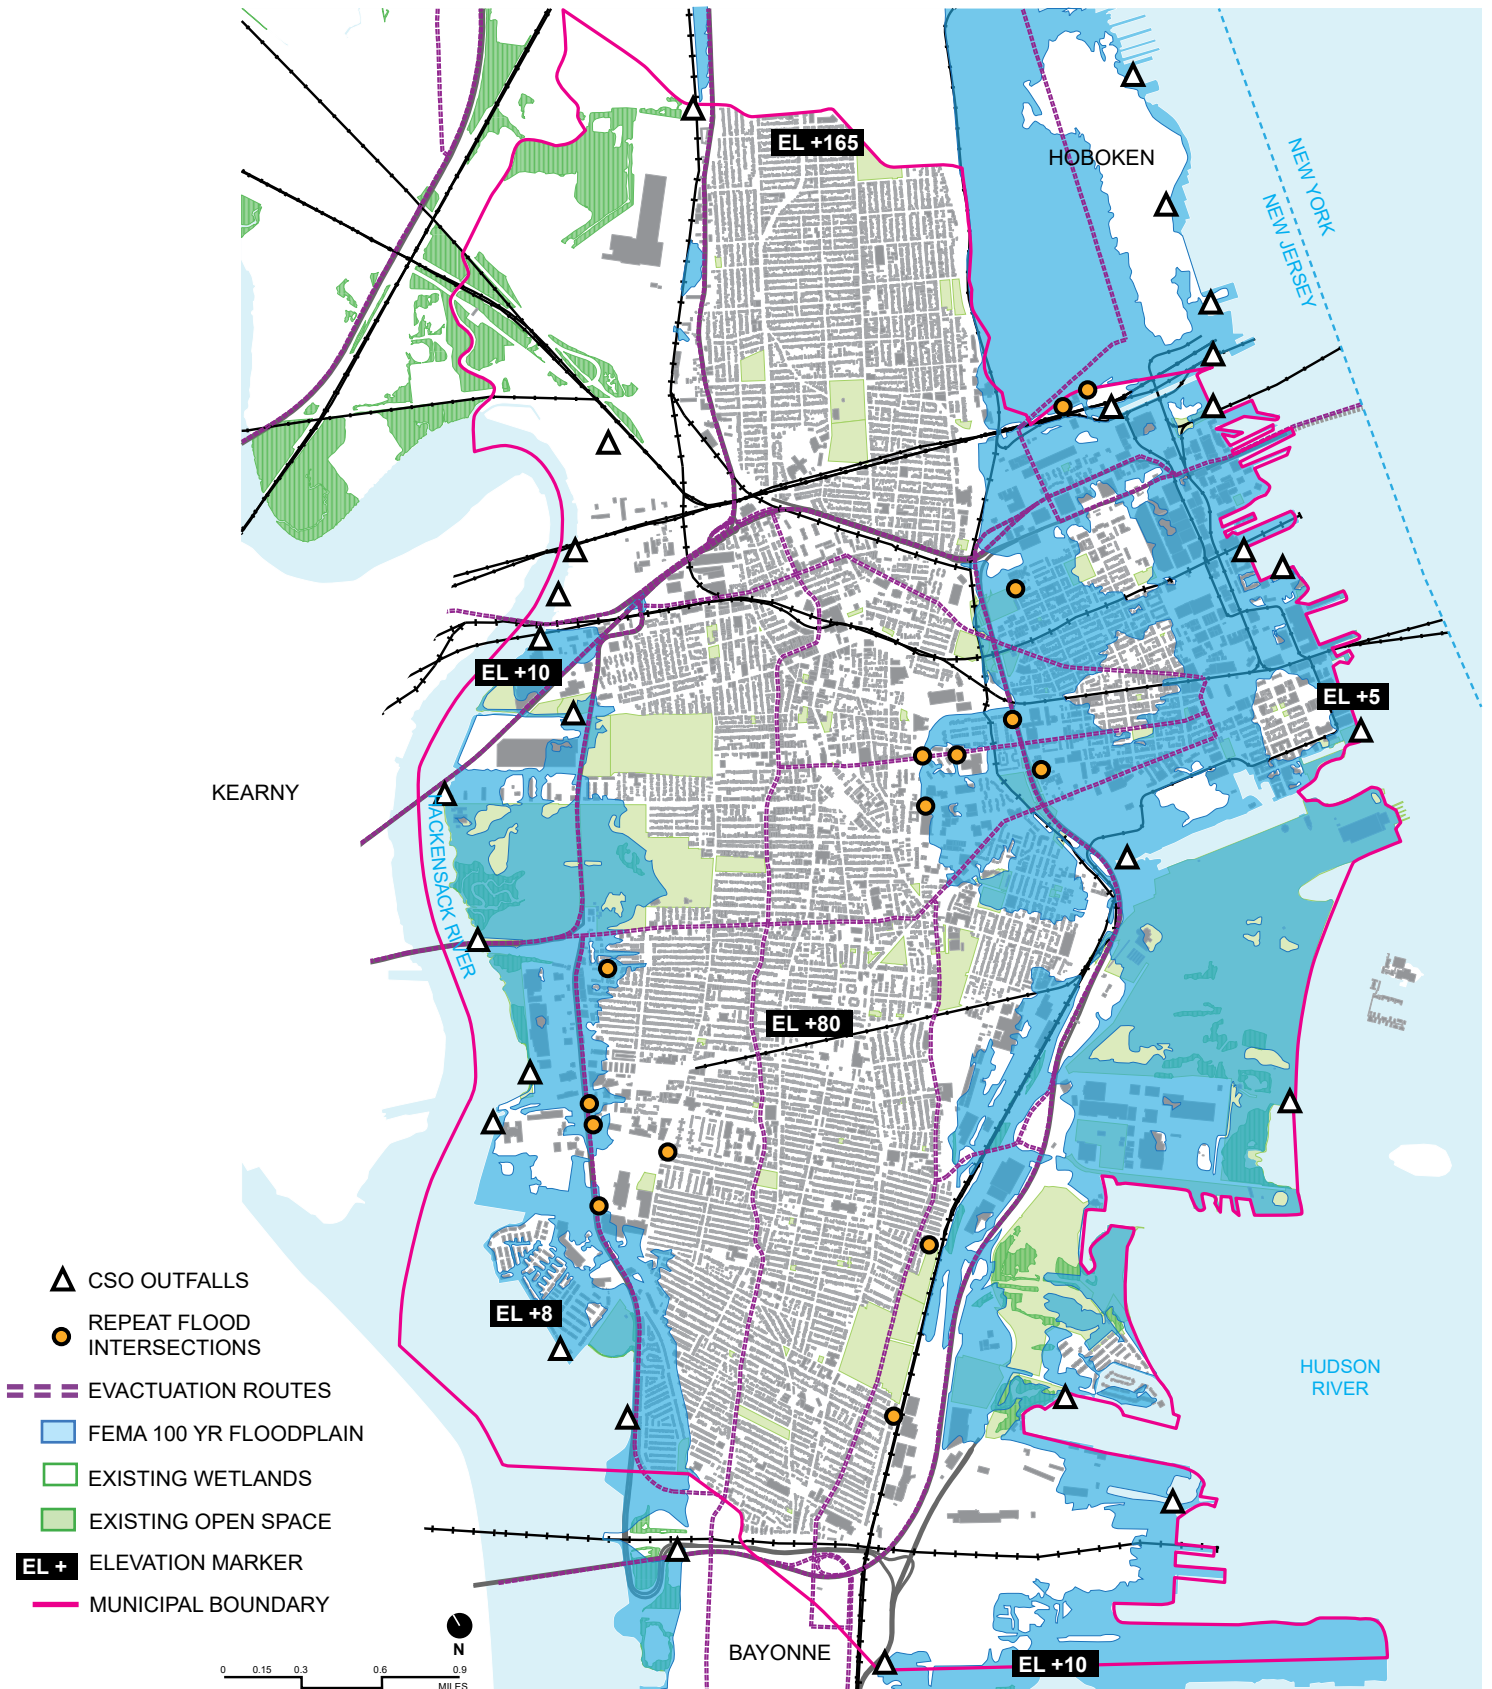 EL +165
HOBOKEN
NEW YORK
NEW JERSEY
EL +10
EL +5
KEARNY
HACKENSACK RIVER
EL +80
CSO OUTFALLS
REPEAT FLOOD
INTERSECTIONS
EVACTUATION ROUTES
FEMA 100 YR FLOODPLAIN
EXISTING WETLANDS
EXISTING OPEN SPACE
EL + ELEVATION MARKER
MUNICIPAL BOUNDARY
EL +8
HUDSON
RIVER
N
0 0.15 0.3 0.6 0.9
MILES
BAYONNE
EL +10